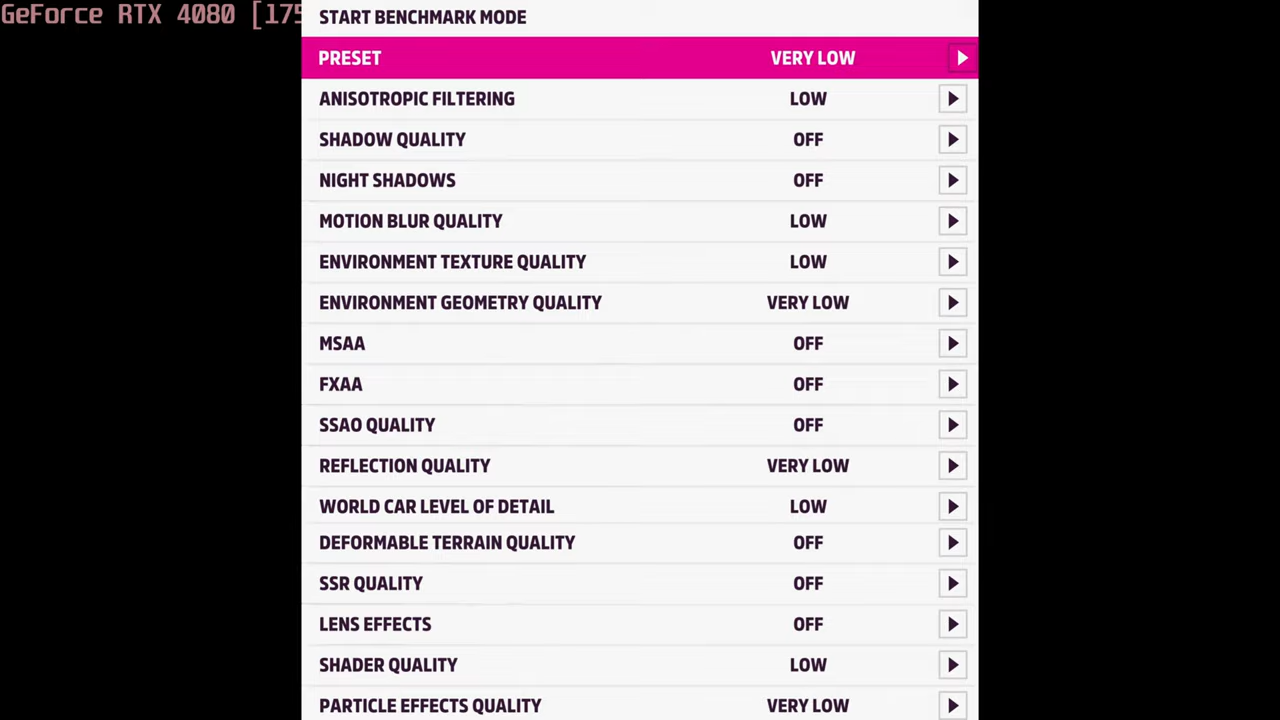 GeForce RTX 4080 [175
START BENCHMARK MODE
PRESET VERY LOW
ANISOTROPIC FILTERING LOW
SHADOW QUALITY OFF
NIGHT SHADOWS OFF
MOTION BLUR QUALITY LOW
ENVIRONMENT TEXTURE QUALITY LOW
ENVIRONMENT GEOMETRY QUALITY VERY LOW
MSAA OFF
FXAA OFF
SSAO QUALITY OFF
REFLECTION QUALITY VERY LOW
WORLD CAR LEVEL OF DETAIL LOW
DEFORMABLE TERRAIN QUALITY OFF
SSR QUALITY OFF
LENS EFFECTS OFF
SHADER QUALITY LOW
PARTICLE EFFECTS QUALITY VERY LOW